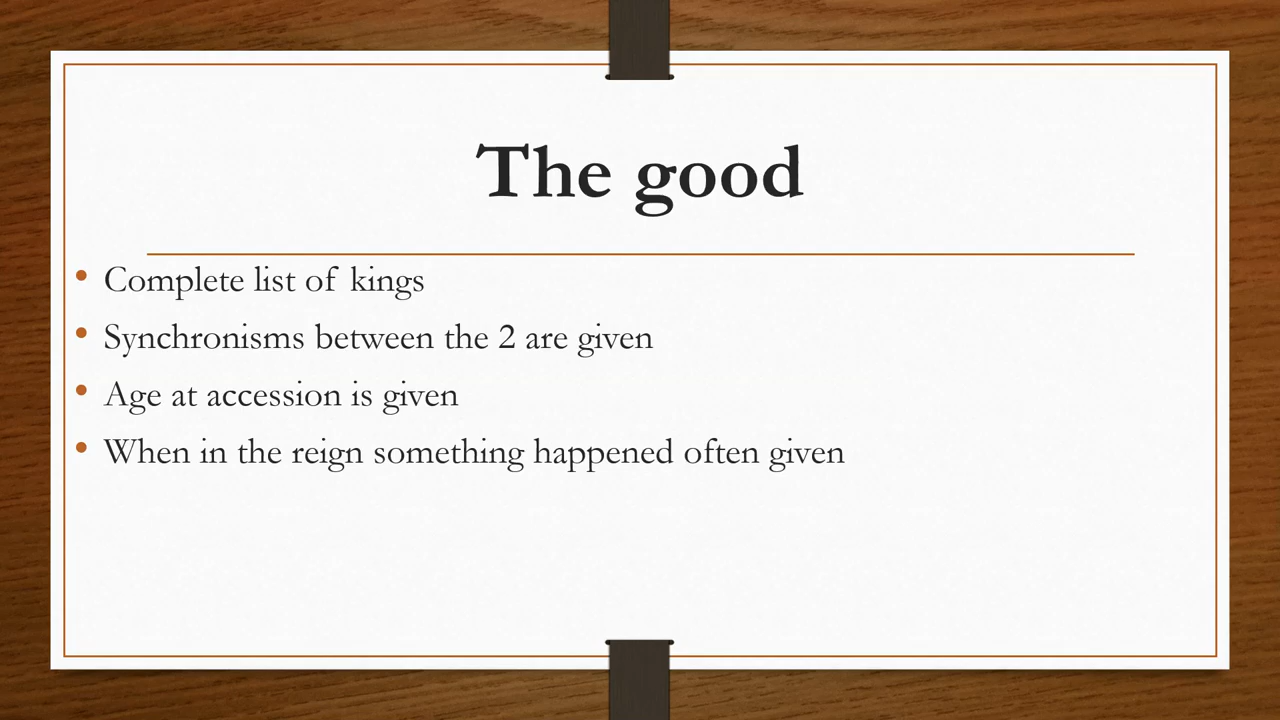 The good
• Complete list of kings
• Synchronisms between the 2 are given
• Age at accession is given
• When in the reign something happened often given